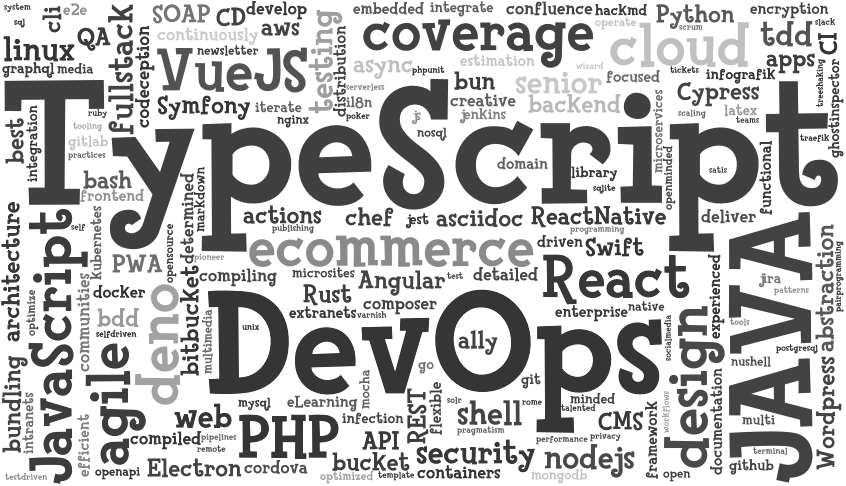 system
sql
cli
e2e
QA
linux
graphql
media
fullstack
codeception
SOAP
CD
develop
continuously
aws
newsletter
VueJS
Symfony
iterate
nginx
testing
distribution
embedded
integrate
confluence
hackmd
coverage
async
phpunit
serverless
estimation
wizard
bun
i18n
creative
poker
js
jenkins
nosql
senior
backend
focused
operate
cloud
Python
scrum
encryption
slack
tdd
CI
apps
tickets
infografik
Cypress
scaling
latex
teams
treeshaking
ghostinspector
traefik
microservices
openminded
functional
satis
best
integration
ruby
tooling
gitlab
practices
TypeScript
domain
library
sqlite
bash
frontend
self
kubernetes
PWA
opensource
determined
markdown
pioneer
actions
publishing
chef
jest
asciidoc
ReactNative
programming
deliver
ecommerce
driven
Swift
compiling
microsites
Angular
test
detailed
React
Rust
composer
extranets
varnish
enterprise
native
architecture
optimize
JavaScript
communities
docker
bdd
selfdriven
deno
bitbucket
multimedia
unix
DevOps
ally
socialmedia
experienced
tools
JAVA
jira
patterns
abstraction
pairprogramming
postgresql
nushell
bundling
intranets
agile
efficient
web
compiled
pipelines
remote
mysql
eLearning
mocha
go
git
PHP
infection
REST
flexible
solr
rome
minded
talented
API
shell
pragmatism
CMS
performance
privacy
framework
workflows
design
documentation
multi
Wordpress
terminal
testdriven
openapi
Electron
cordova
bucket
optimized
template
security
containers
nodejs
mongodb
open
github